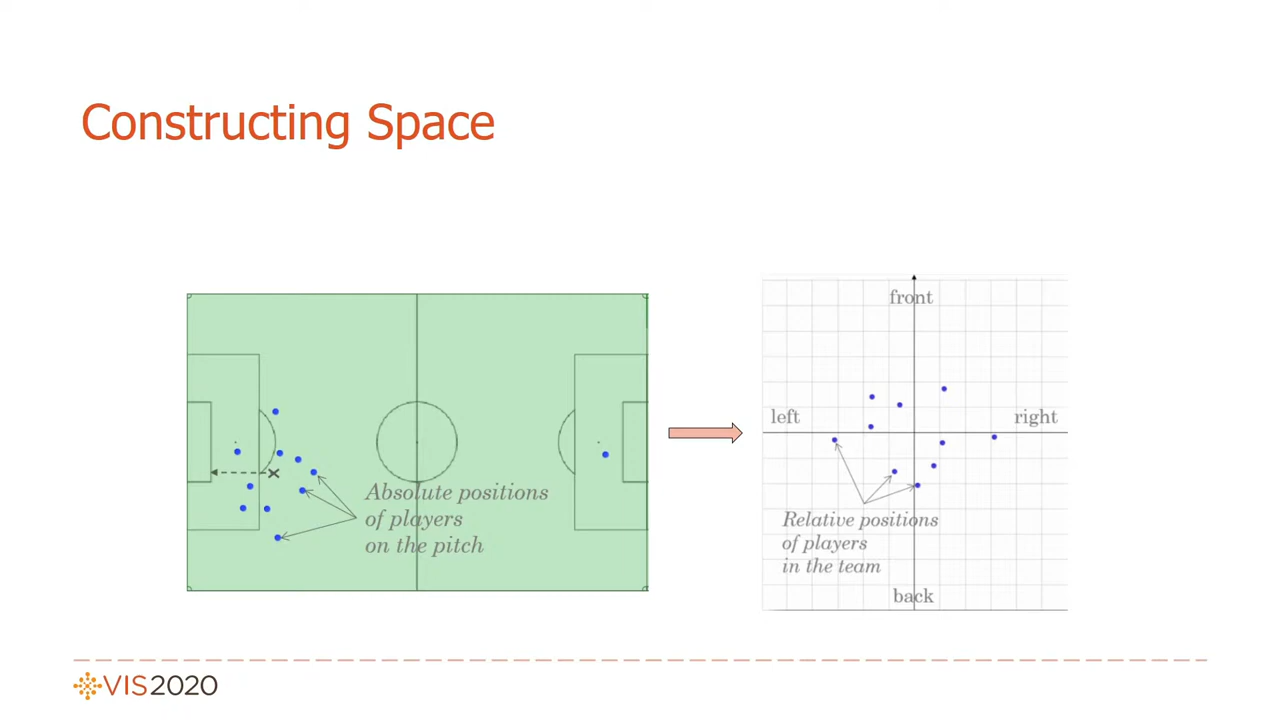 Constructing Space
Absolute positions
of players
on the pitch
front
left
right
Relative positions
of players
in the team
back
VIS2020